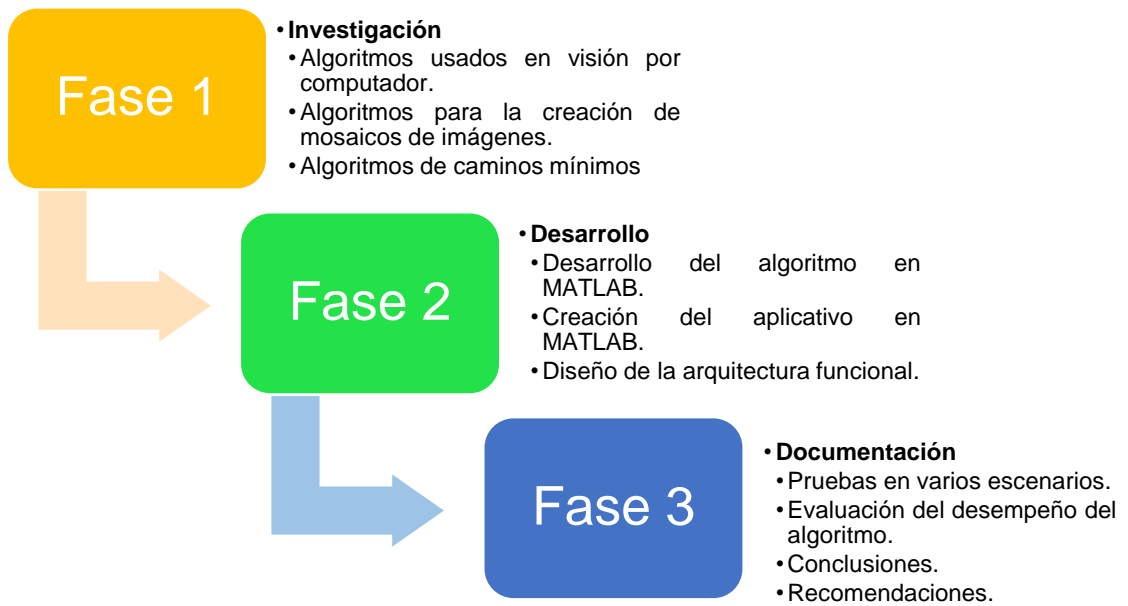 Fase 1
• Investigación
• Algoritmos usados en visión por
computador.
• Algoritmos para la creación de
mosaicos de imágenes.
• Algoritmos de caminos mínimos
Fase 2
• Desarrollo
• Desarrollo del algoritmo en
MATLAB.
• Creación del aplicativo en
MATLAB.
• Diseño de la arquitectura funcional.
Fase 3
• Documentación
• Pruebas en varios escenarios.
• Evaluación del desempeño del
algoritmo.
• Conclusiones.
• Recomendaciones.